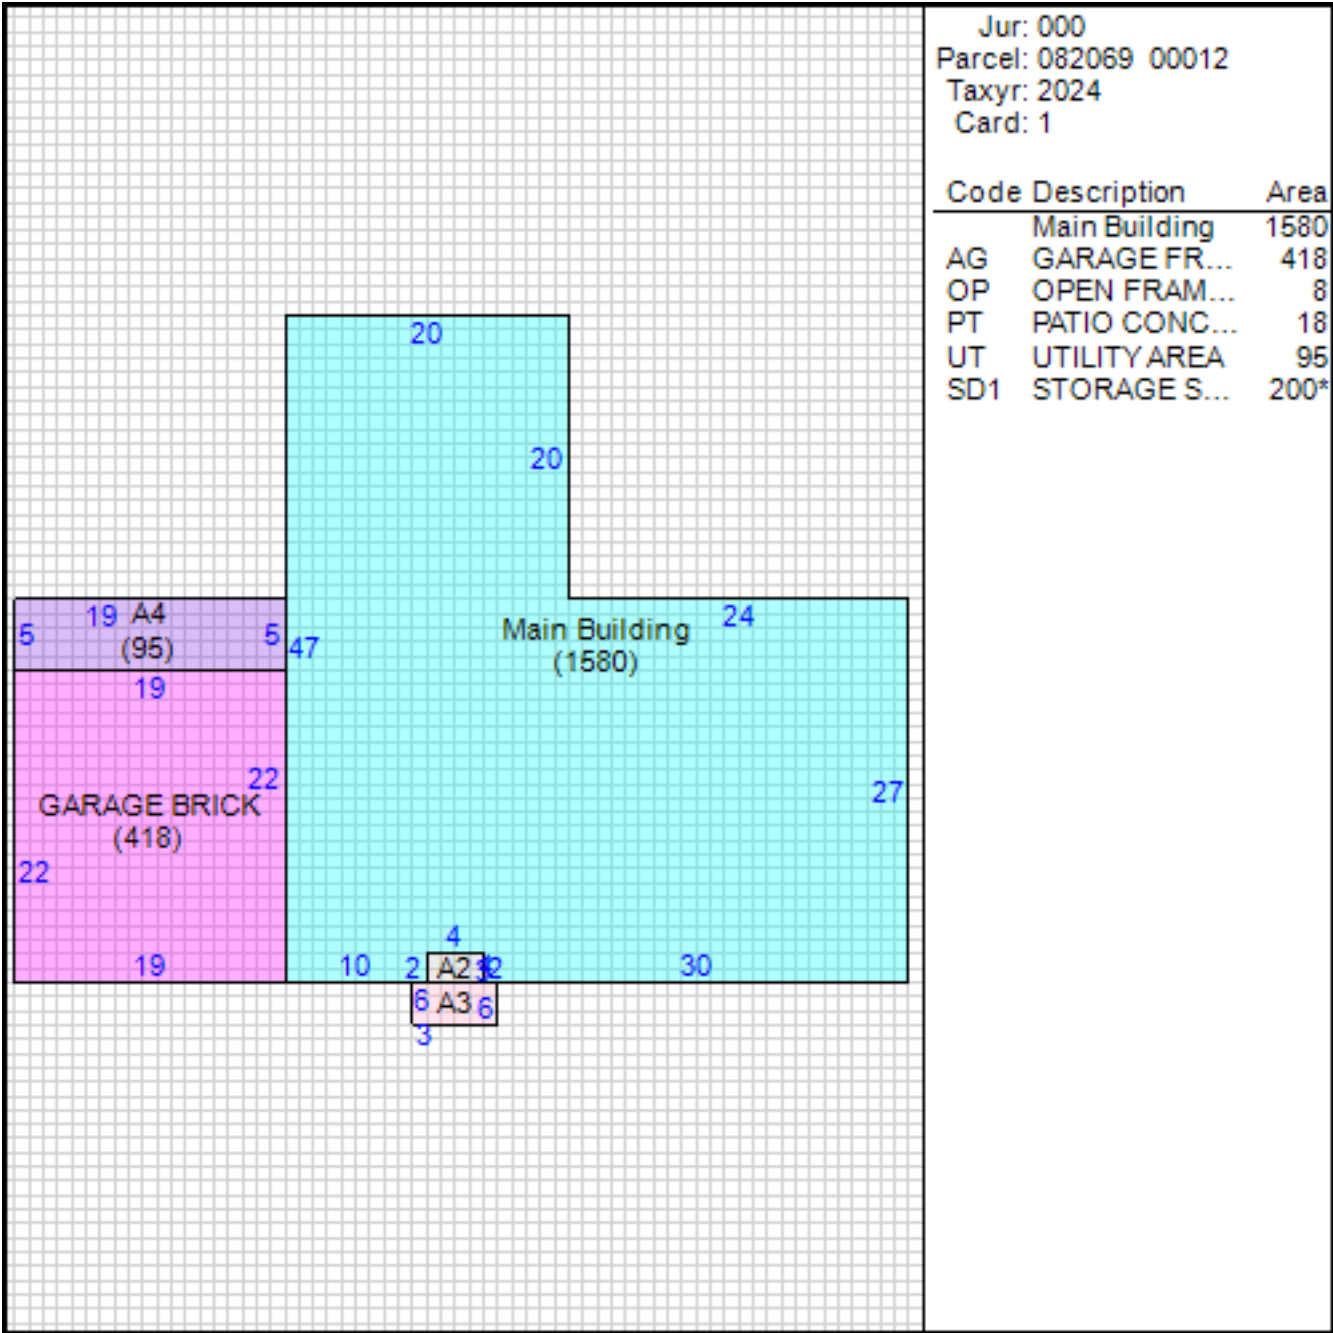 Jur: 000
Parcel: 082069 00012
Taxyr: 2024
Card: 1
Code Description Area
Main Building 1580
AG GARAGE FR... 418
OP OPEN FRAM... 8
PT PATIO CONC... 18
UT UTILITY AREA 95
SD1 STORAGE S... 200*
20
20
19 A4
24
5
(95)
5
47
Main Building
(1580)
19
22
27
GARAGE BRICK
(418)
22
4
19
10
2
A2
2
30
6
A3
6
3